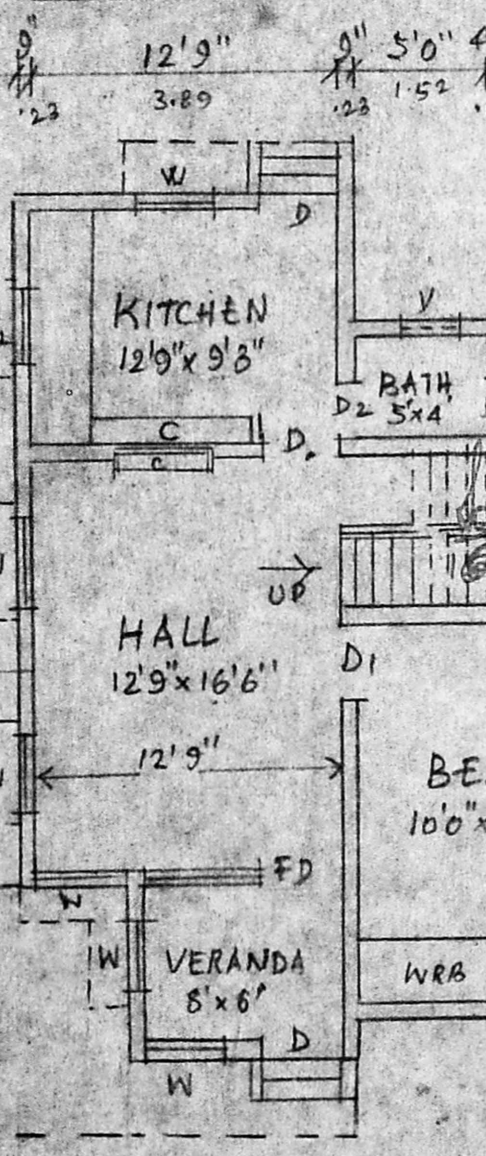 9" 12'9" 9" 5'0" 4
.23 3.89 .23 1.52
W
D
V
KITCHEN
12'9" x 9'3"
BATH
5'x4'
D2
C
D.
C
UP
HALL
12'9" x 16'6"
D1
12'9"
BE
10'0" x
FD
W
W
VERANDA
8' x 6'
WRB
D
W